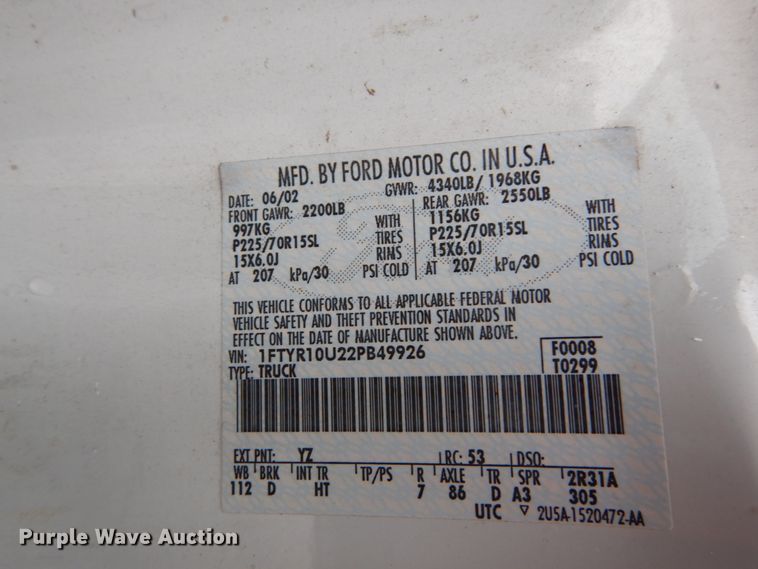 MFD. BY FORD MOTOR CO. IN U.S.A.
DATE: 06/02 GVWR: 4340LB/ 1968KG
FRONT GAWR: 2200LB REAR GAWR: 2550LB
997KG WITH 1156KG WITH
P225/70R15SL TIRES P225/70R15SL TIRES
15X6.0J RIMS 15X6.0J RIMS
AT 207 kPa/30 PSI COLD AT 207 kPa/30 PSI COLD
THIS VEHICLE CONFORMS TO ALL APPLICABLE FEDERAL MOTOR
VEHICLE SAFETY AND THEFT PREVENTION STANDARDS IN
EFFECT ON THE DATE OF MANUFACTURE SHOWN ABOVE.
VIN: 1FTYR10U22PB49926 F0008
TYPE: TRUCK T0299
EXT PNT: YZ RC: 53 DSO:
WB BRK INT TR TP/PS R AXLE TR SPR 2R31A
112 D HT 7 86 D A3 305
UTC ▽ 2U5A-1520472-AA
Purple Wave Auction